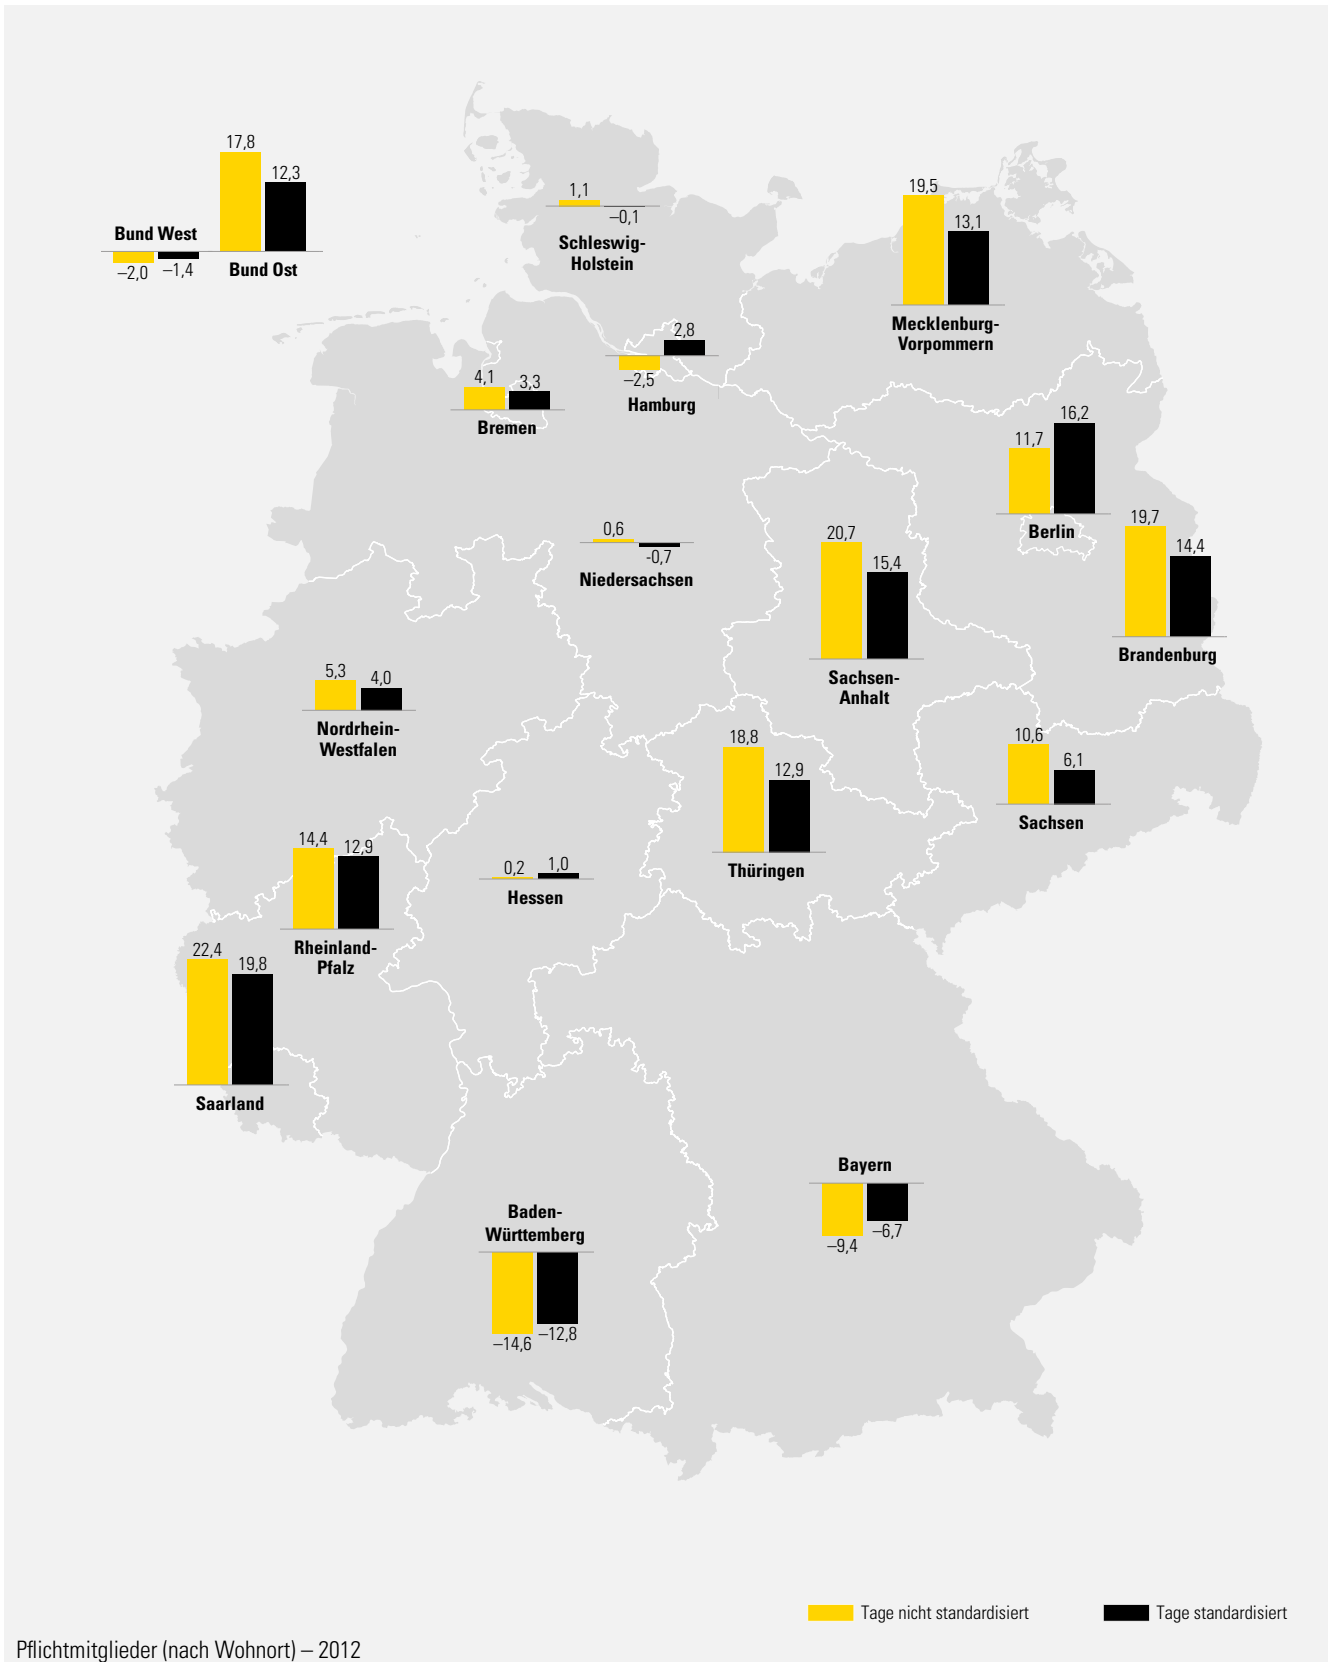 17,8
12,3
Bund West
–2,0
–1,4
Bund Ost
1,1
–0,1
Schleswig-
Holstein
19,5
13,1
Mecklenburg-
Vorpommern
2,8
–2,5
Hamburg
4,1
3,3
Bremen
11,7
16,2
Berlin
19,7
14,4
Brandenburg
0,6
-0,7
Niedersachsen
20,7
15,4
Sachsen-
Anhalt
5,3
4,0
Nordrhein-
Westfalen
18,8
12,9
Thüringen
10,6
6,1
Sachsen
14,4
12,9
Rheinland-
Pfalz
0,2
1,0
Hessen
22,4
19,8
Saarland
Bayern
–9,4
–6,7
Baden-
Württemberg
–14,6
–12,8
Tage nicht standardisiert
Tage standardisiert
Pflichtmitglieder (nach Wohnort) – 2012